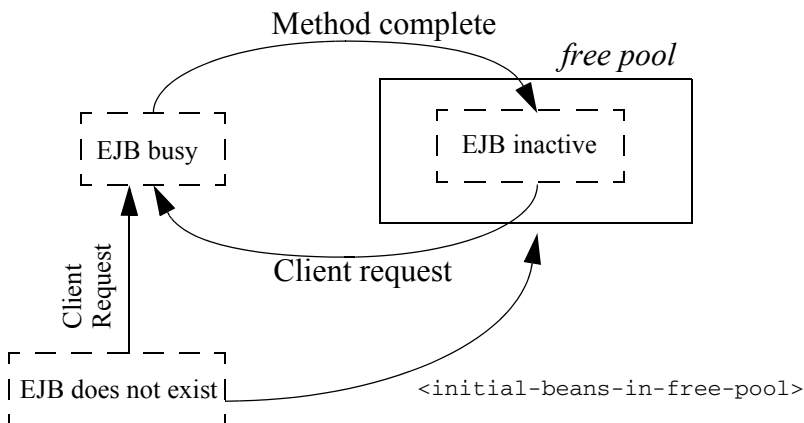 Method complete
free pool
EJB busy
EJB inactive
Client request
Client
Request
EJB does not exist
<initial-beans-in-free-pool>